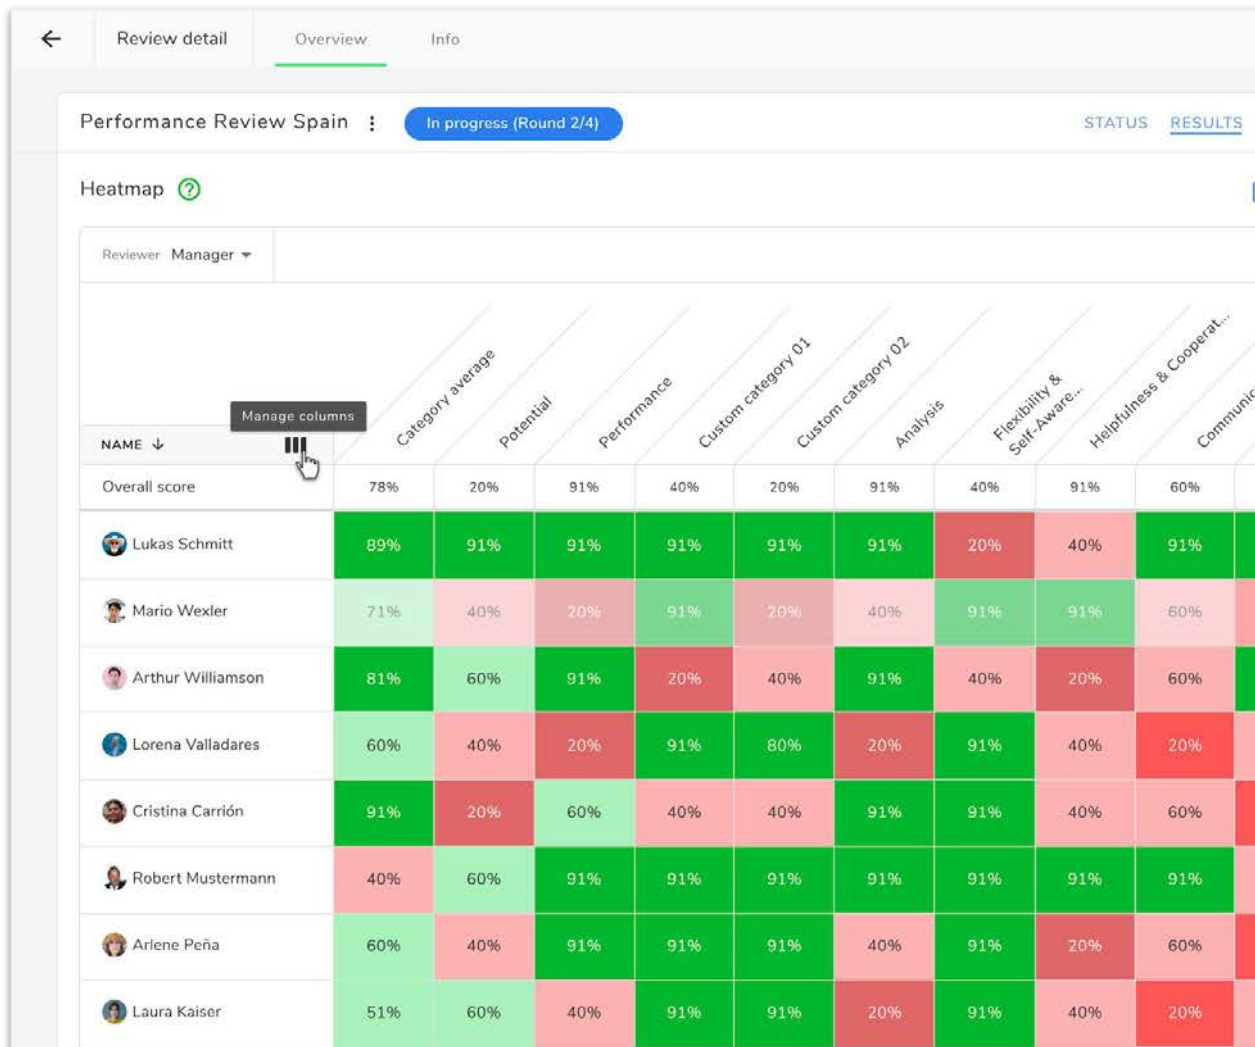 Review detail Overview Info
Performance Review Spain In progress (Round 2/4) STATUS RESULTS
Heatmap ?
Reviewer Manager
Manage columns
NAME Category average Potential Performance Custom category 01 Custom category 02 Analysis Flexibility & Self-Aware... Helpfulness & Cooperat... Communic
Overall score 78% 20% 91% 40% 20% 91% 40% 91% 60%
Lukas Schmitt 89% 91% 91% 91% 91% 91% 20% 40% 91%
Mario Wexler 71% 40% 20% 91% 20% 40% 91% 91% 60%
Arthur Williamson 81% 60% 91% 20% 40% 91% 40% 20% 60%
Lorena Valladares 60% 40% 20% 91% 80% 20% 91% 40% 20%
Cristina Carrión 91% 20% 60% 40% 40% 91% 91% 40% 60%
Robert Mustermann 40% 60% 91% 91% 91% 91% 91% 91% 91%
Arlene Peña 60% 40% 91% 91% 91% 40% 91% 20% 60%
Laura Kaiser 51% 60% 40% 91% 91% 20% 91% 40% 20%